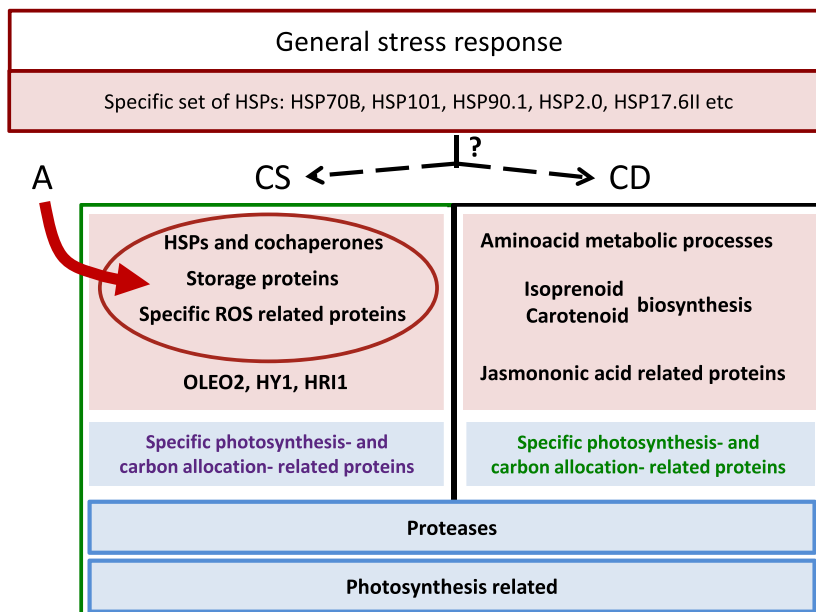 General stress response
Specific set of HSPs: HSP70B, HSP101, HSP90.1, HSP2.0, HSP17.6II etc
?
A
CS
CD
HSPs and cochaperones
Storage proteins
Specific ROS related proteins
OLEO2, HY1, HRI1
Aminoacid metabolic processes
Isoprenoid
Carotenoid
biosynthesis
Jasmononic acid related proteins
Specific photosynthesis- and
carbon allocation- related proteins
Specific photosynthesis- and
carbon allocation- related proteins
Proteases
Photosynthesis related